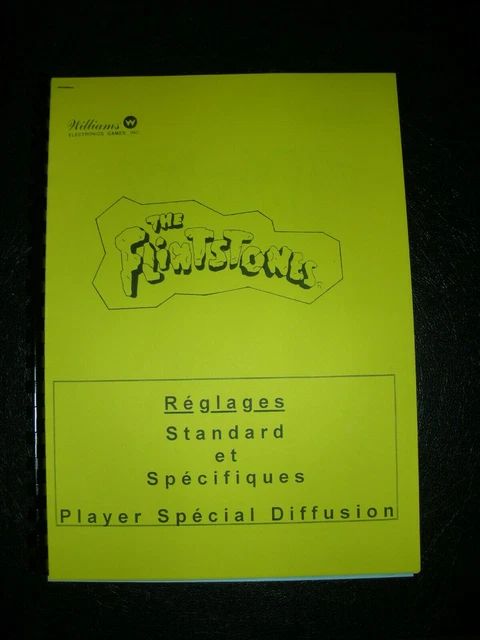 Williams W
ELECTRONICS GAMES, INC.
THE
FLINTSTONES
Réglages
Standard
et
Spécifiques
Player Spécial Diffusion